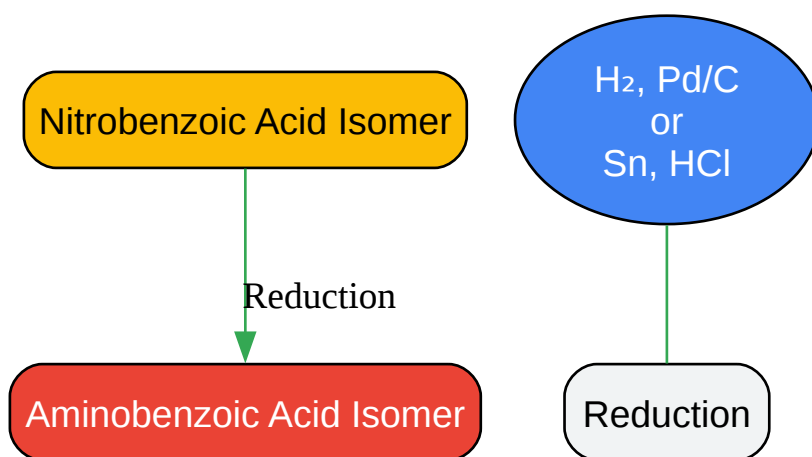 Nitrobenzoic Acid Isomer
H₂, Pd/C
or
Sn, HCl
Reduction
Aminobenzoic Acid Isomer
Reduction